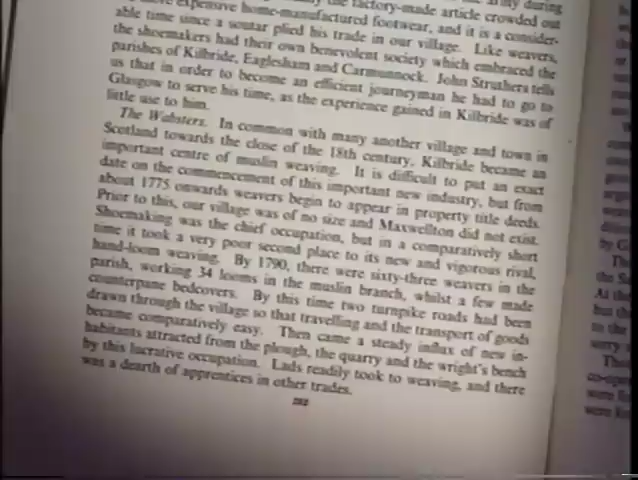 army during
expensive home-manufactured footwear, and it is a consider-
the factory-made article crowded out
able time since a soutar plied his trade in our village. Like weavers,
the shoemakers had their own benevolent society which embraced the
parishes of Kilbride, Eaglesham and Carmunnock. John Struthers tells
us that in order to become an efficient journeyman he had to go to
Glasgow to serve his time, as the experience gained in Kilbride was of
little use to him.
The Websters. In common with many another village and town in
Scotland towards the close of the 18th century, Kilbride became an
important centre of muslin weaving. It is difficult to put an exact
date on the commencement of this important new industry, but from
about 1775 onwards weavers begin to appear in property title deeds.
Prior to this, our village was of no size and Maxwellton did not exist.
Shoemaking was the chief occupation, but in a comparatively short
time it took a very poor second place to its new and vigorous rival,
hand-loom weaving. By 1790, there were sixty-three weavers in the
parish, working 34 looms in the muslin branch, whilst a few made
counterpane bedcovers. By this time two turnpike roads had been
drawn through the village so that travelling and the transport of goods
became comparatively easy. Then came a steady influx of new in-
habitants attracted from the plough, the quarry and the wright's bench
by this lucrative occupation. Lads readily took to weaving, and there
was a dearth of apprentices in other trades.